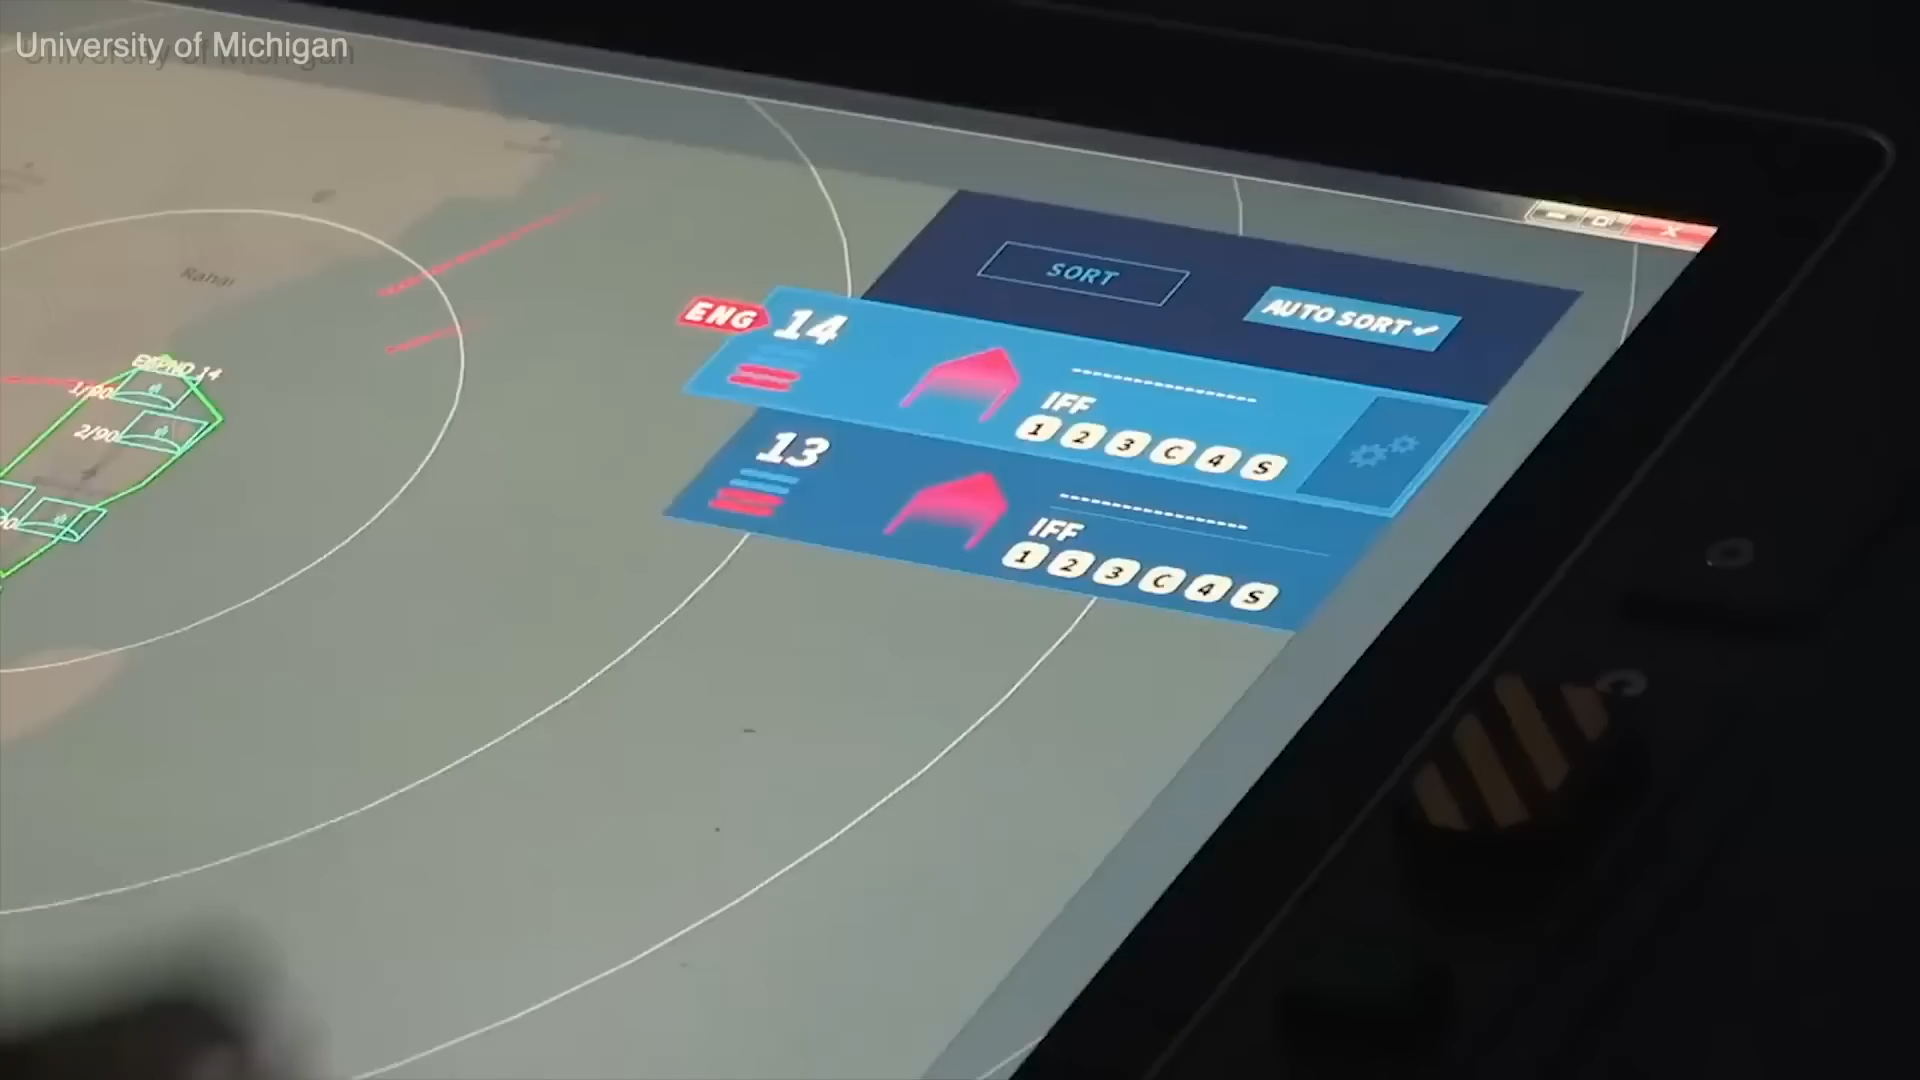 University of Michigan
SORT
AUTO SORT
ENG
14
IFF
1 2 3 C 4 S
13
IFF
1 2 3 C 4 S
14
1/90
2/90